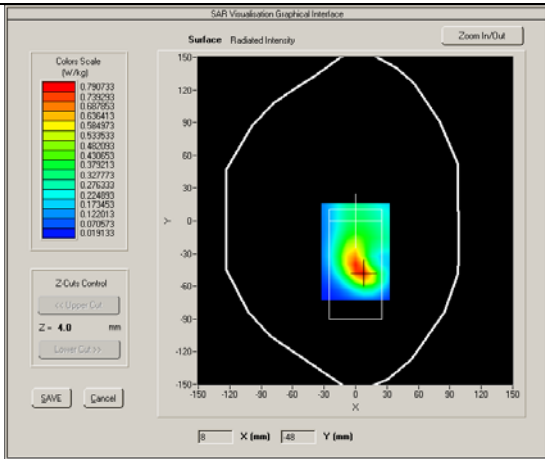 SAR Visualisation Graphical Interface
Surface Radiated Intensity
Zoom In/Out
Colors Scale
(W/kg)
0.790733
0.739293
0.687853
0.636413
0.584973
0.533533
0.482093
0.430653
0.379213
0.327773
0.276333
0.224893
0.173453
0.122013
0.070573
0.019133
Z-Cuts Control
<< Upper Cut
Z = 4.0 mm
Lower Cut >>
SAVE Cancel
150
120
90
60
30
0
-30
-60
-90
-120
-150
Y
-150 -120 -90 -60 -30 0 30 60 90 120 150
X
8 X (mm) -48 Y (mm)